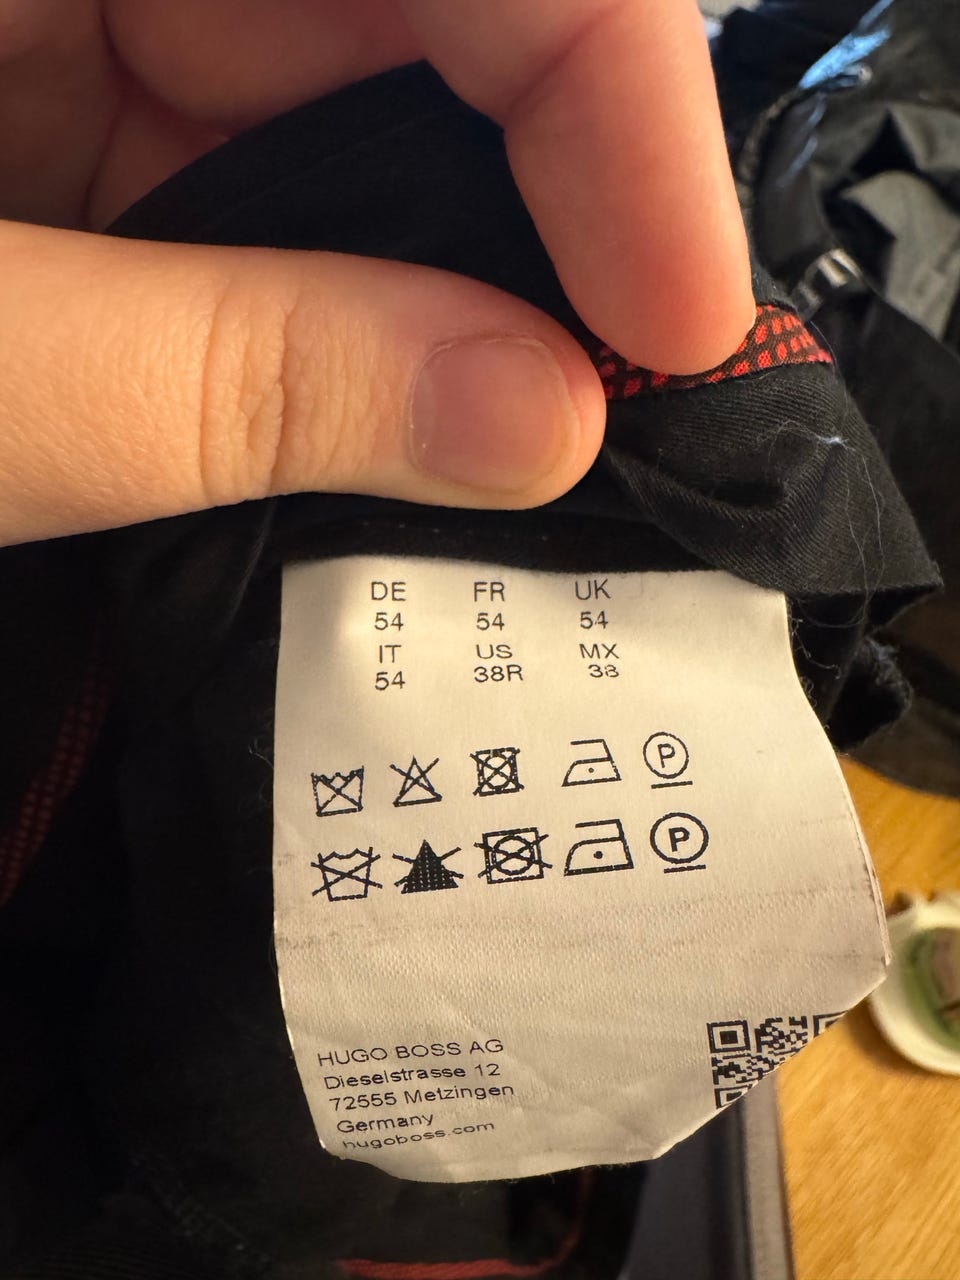 DE FR UK
54 54 54
IT US MX
54 38R 38
P
P
HUGO BOSS AG
Dieselstrasse 12
72555 Metzingen
Germany
hugoboss.com